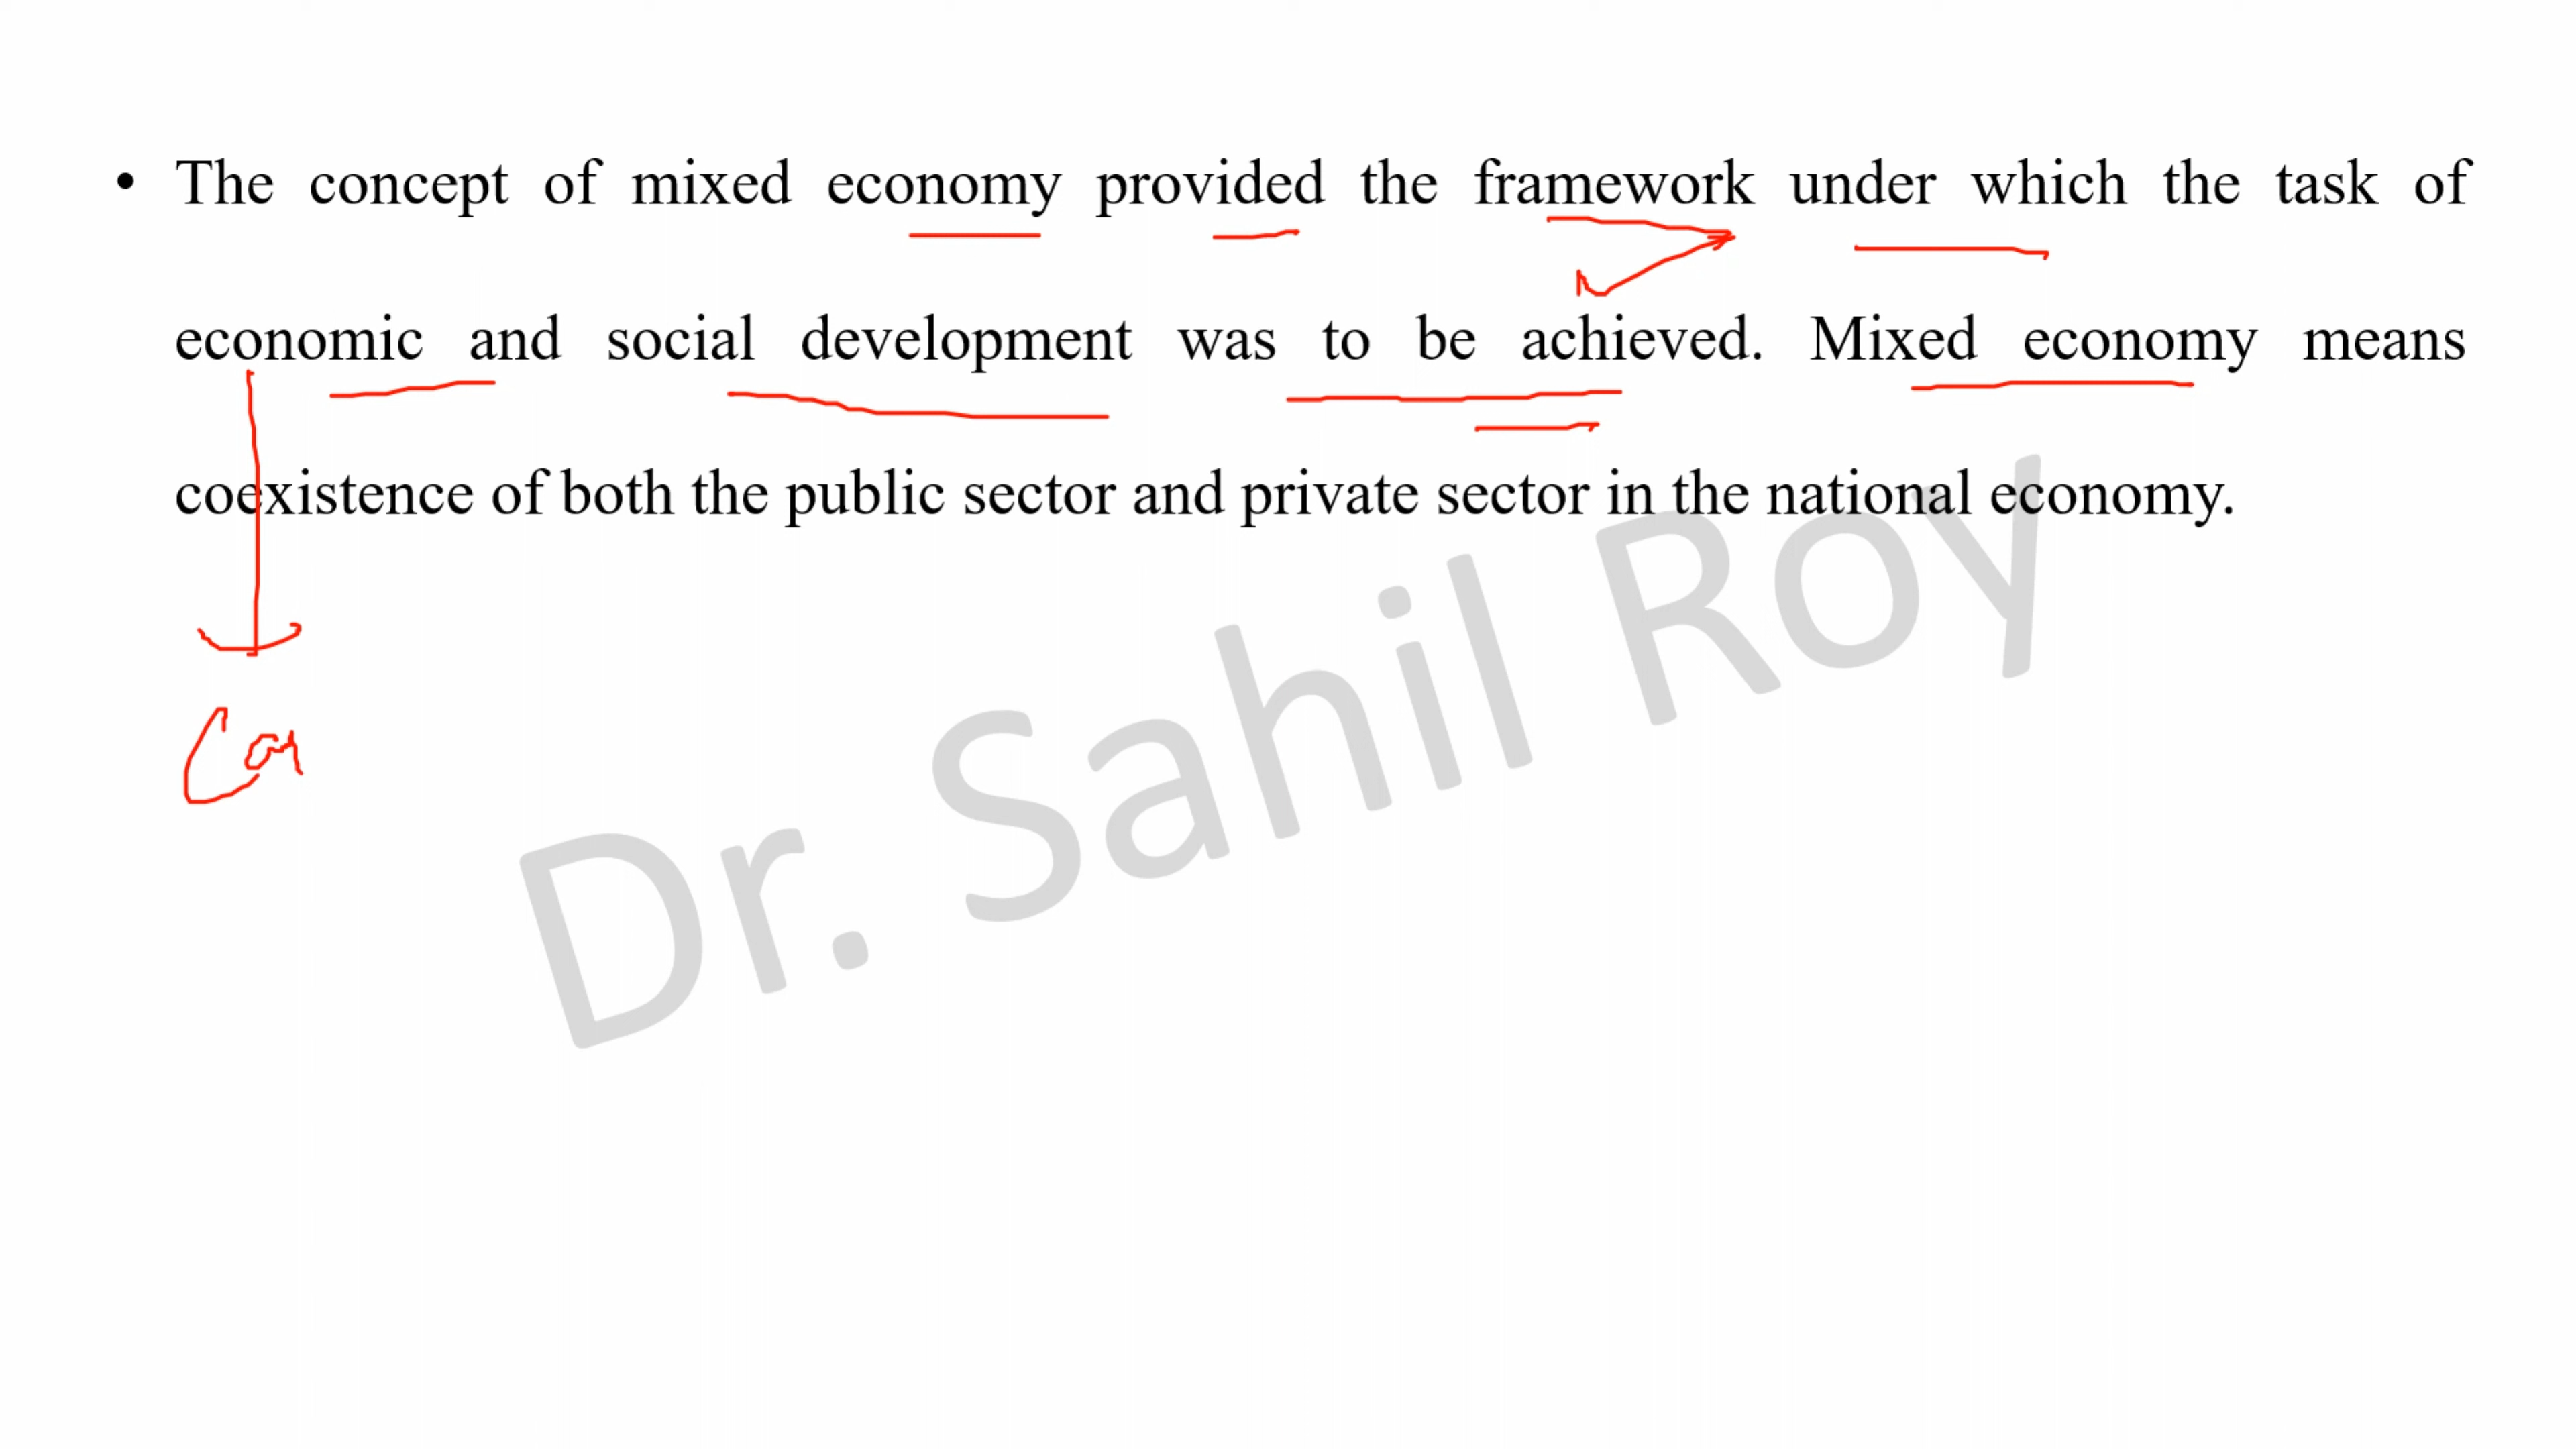 • The concept of mixed economy provided the framework under which the task of
economic and social development was to be achieved. Mixed economy means
coexistence of both the public sector and private sector in the national economy.
Dr. Sahil Roy